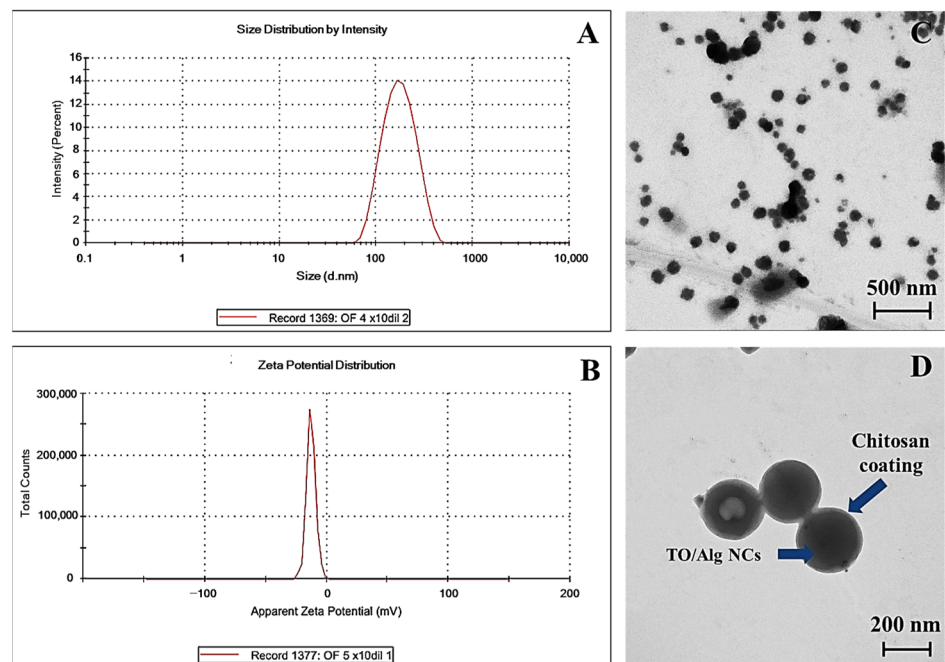 Size Distribution by Intensity
A
16
14
12
10
8
6
4
2
0
Intensity (Percent)
0.1 1 10 100 1000 10,000
Size (d.nm)
Record 1369: OF 4 x10dil 2
Zeta Potential Distribution
B
300,000
200,000
100,000
0
Total Counts
−100 0 100 200
Apparent Zeta Potential (mV)
Record 1377: OF 5 x10dil 1
C
500 nm
D
Chitosan
coating
TO/Alg NCs
200 nm